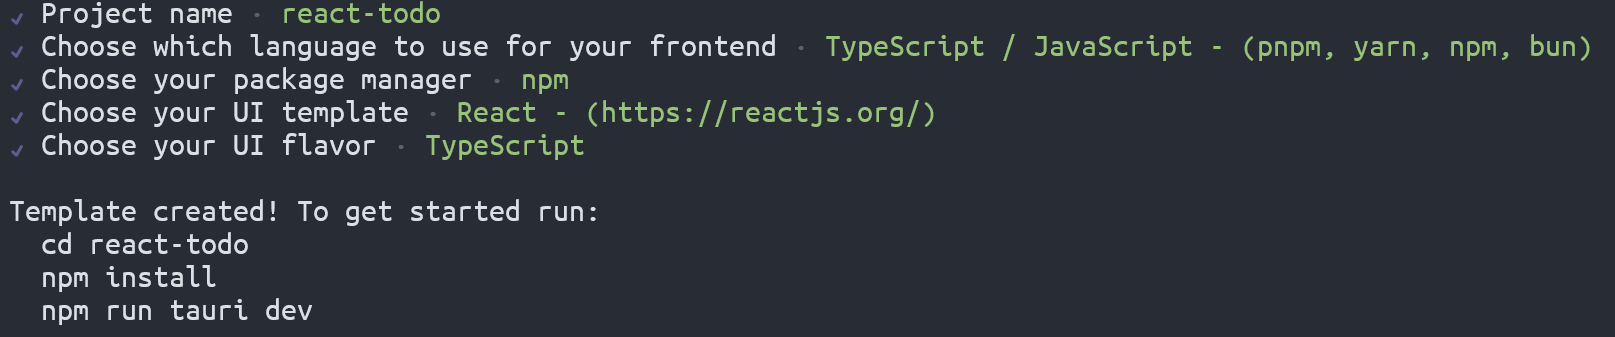 ✓ Project name · react-todo
✓ Choose which language to use for your frontend · TypeScript / JavaScript - (pnpm, yarn, npm, bun)
✓ Choose your package manager · npm
✓ Choose your UI template · React - (https://reactjs.org/)
✓ Choose your UI flavor · TypeScript
Template created! To get started run:
cd react-todo
npm install
npm run tauri dev